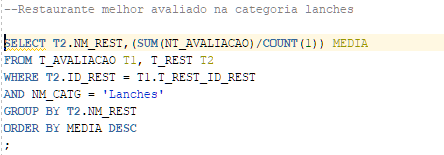 --Restaurante melhor avaliado na categoria lanches
SELECT T2.NM_REST,(SUM(NT_AVALIACAO)/COUNT(1)) MEDIA
FROM T_AVALIACAO T1, T_REST T2
WHERE T2.ID_REST = T1.T_REST_ID_REST
AND NM_CATG = 'Lanches'
GROUP BY T2.NM_REST
ORDER BY MEDIA DESC
;